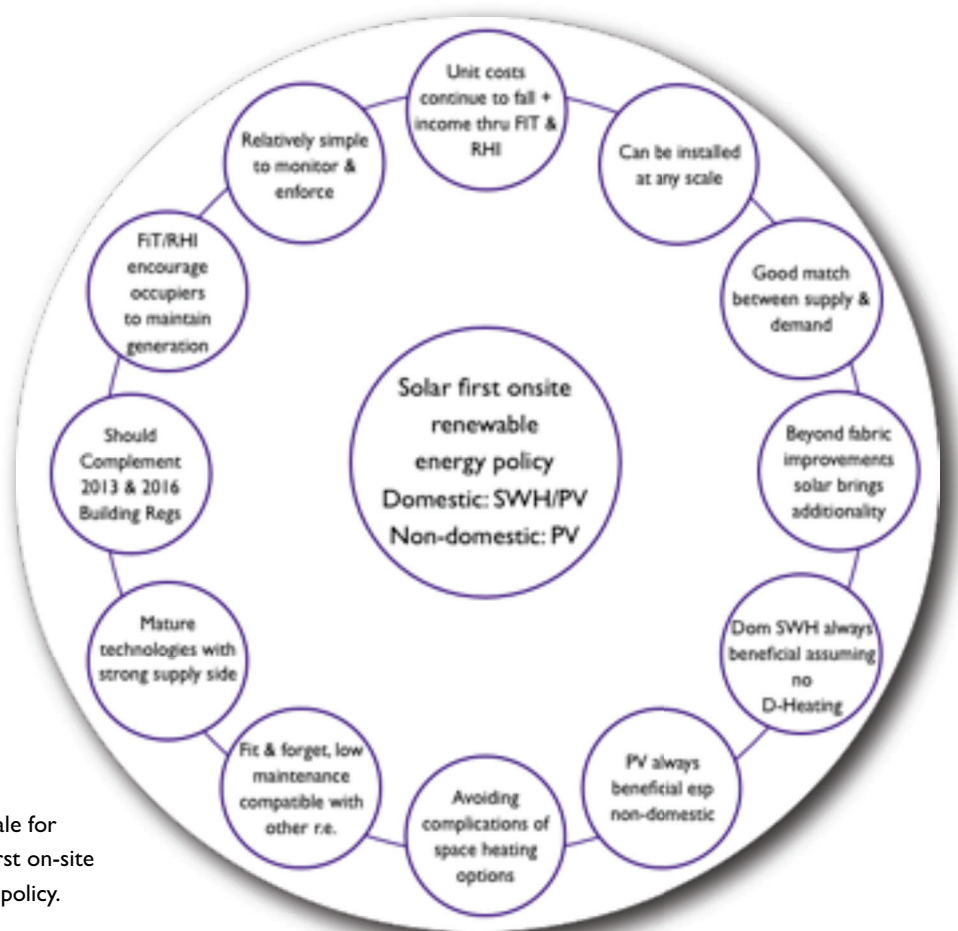 Unit costs
continue to fall +
income thru FIT &
RHI
Can be installed
at any scale
Good match
between supply &
demand
Beyond fabric
improvements
solar brings
additionality
Dom SWH always
beneficial assuming
no
D-Heating
PV always
beneficial esp
non-domestic
Avoiding
complications of
space heating
options
Fit & forget, low
maintenance
compatible with
other r.e.
Mature
technologies with
strong supply side
Should
Complement
2013 & 2016
Building Regs
FiT/RHI
encourage
occupiers
to maintain
generation
Relatively simple
to monitor &
enforce
Solar first onsite
renewable
energy policy
Domestic: SWH/PV
Non-domestic: PV
ale for
rst on-site
policy.